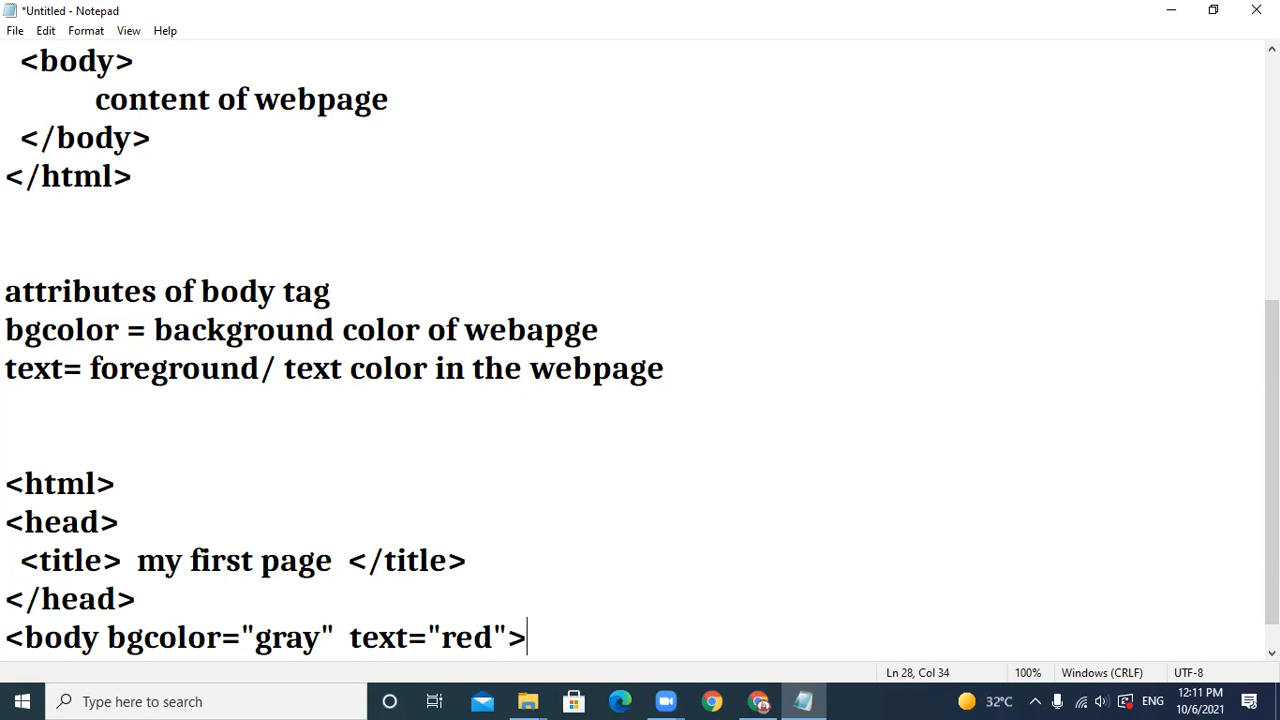 *Untitled - Notepad
File Edit Format View Help
<body>
content of webpage
</body>
</html>
attributes of body tag
bgcolor = background color of webapge
text= foreground/ text color in the webpage
<html>
<head>
<title>  my first page  </title>
</head>
<body bgcolor="gray"  text="red">
Ln 28, Col 34 100% Windows (CRLF) UTF-8
Type here to search 32°C ENG 12:11 PM
10/6/2021